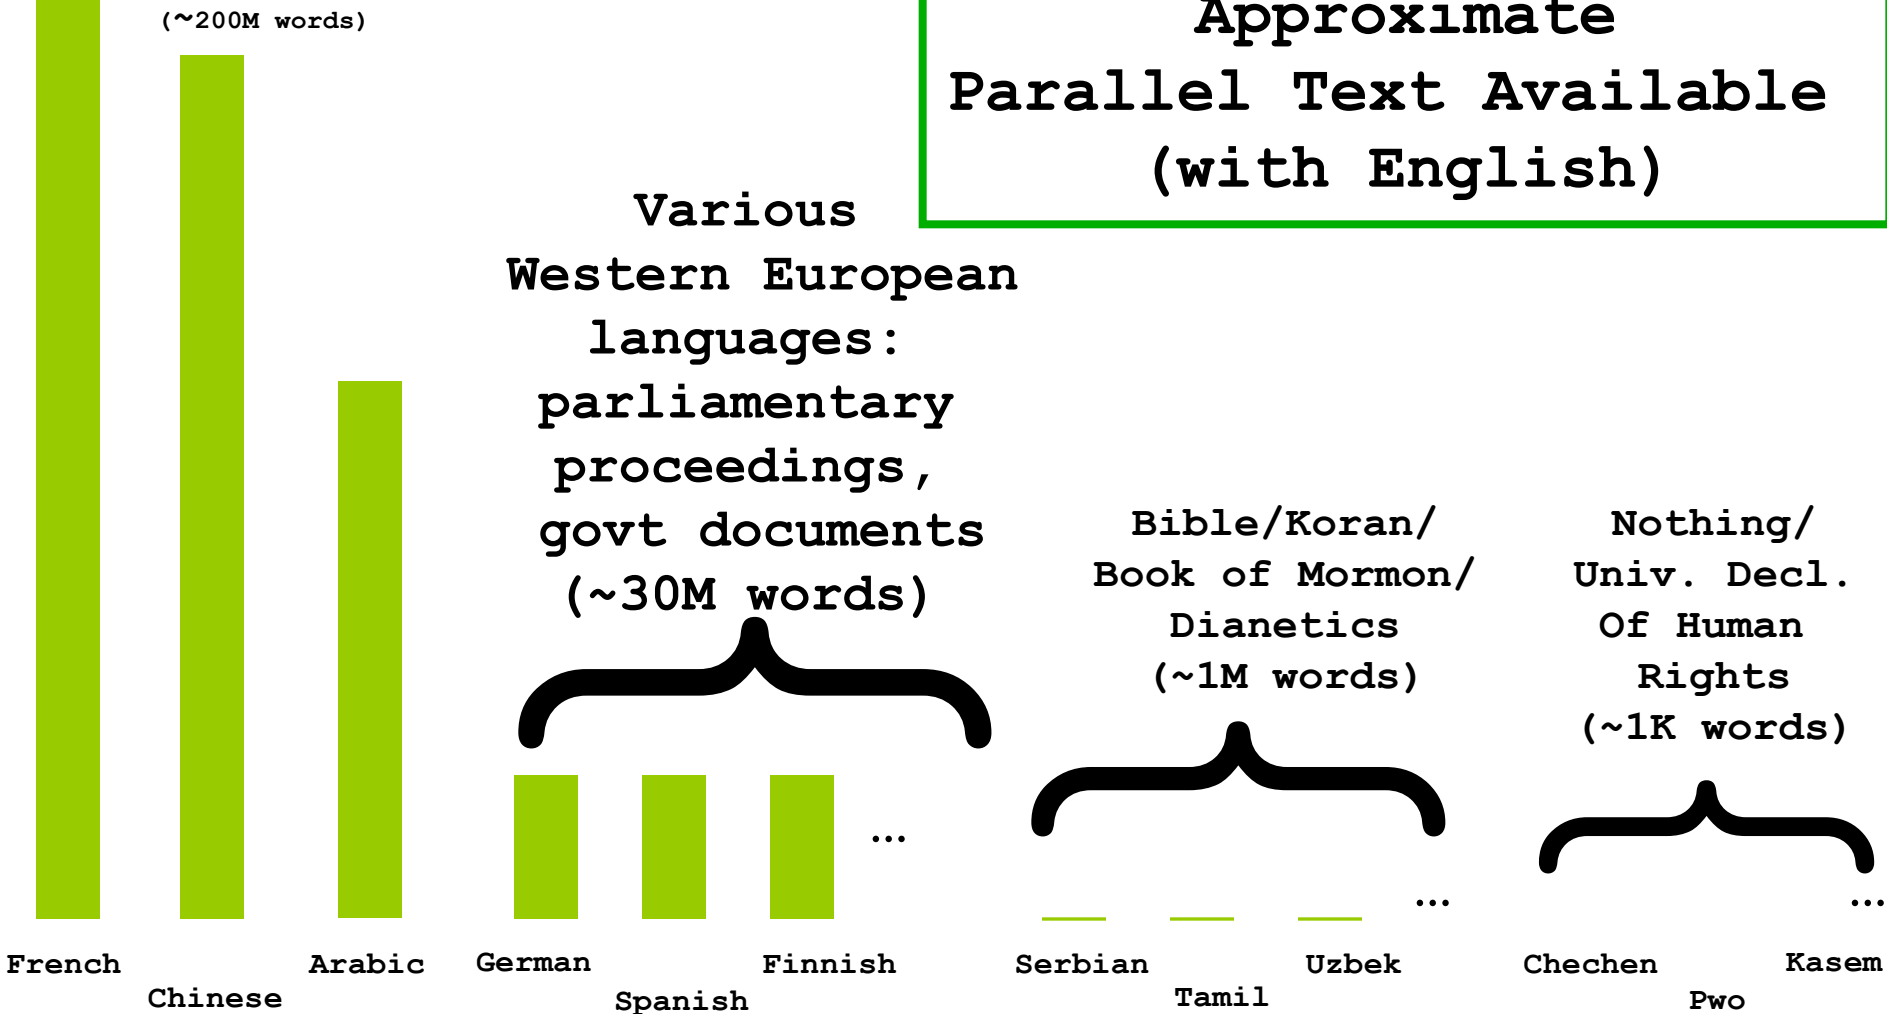 (~200M words)
Approximate
Parallel Text Available
(with English)
Various
Western European
languages:
parliamentary
proceedings,
govt documents
(~30M words)
Bible/Koran/
Book of Mormon/
Dianetics
(~1M words)
Nothing/
Univ. Decl.
Of Human
Rights
(~1K words)
…
…
…
French
Chinese
Arabic
German
Spanish
Finnish
Serbian
Tamil
Uzbek
Chechen
Pwo
Kasem